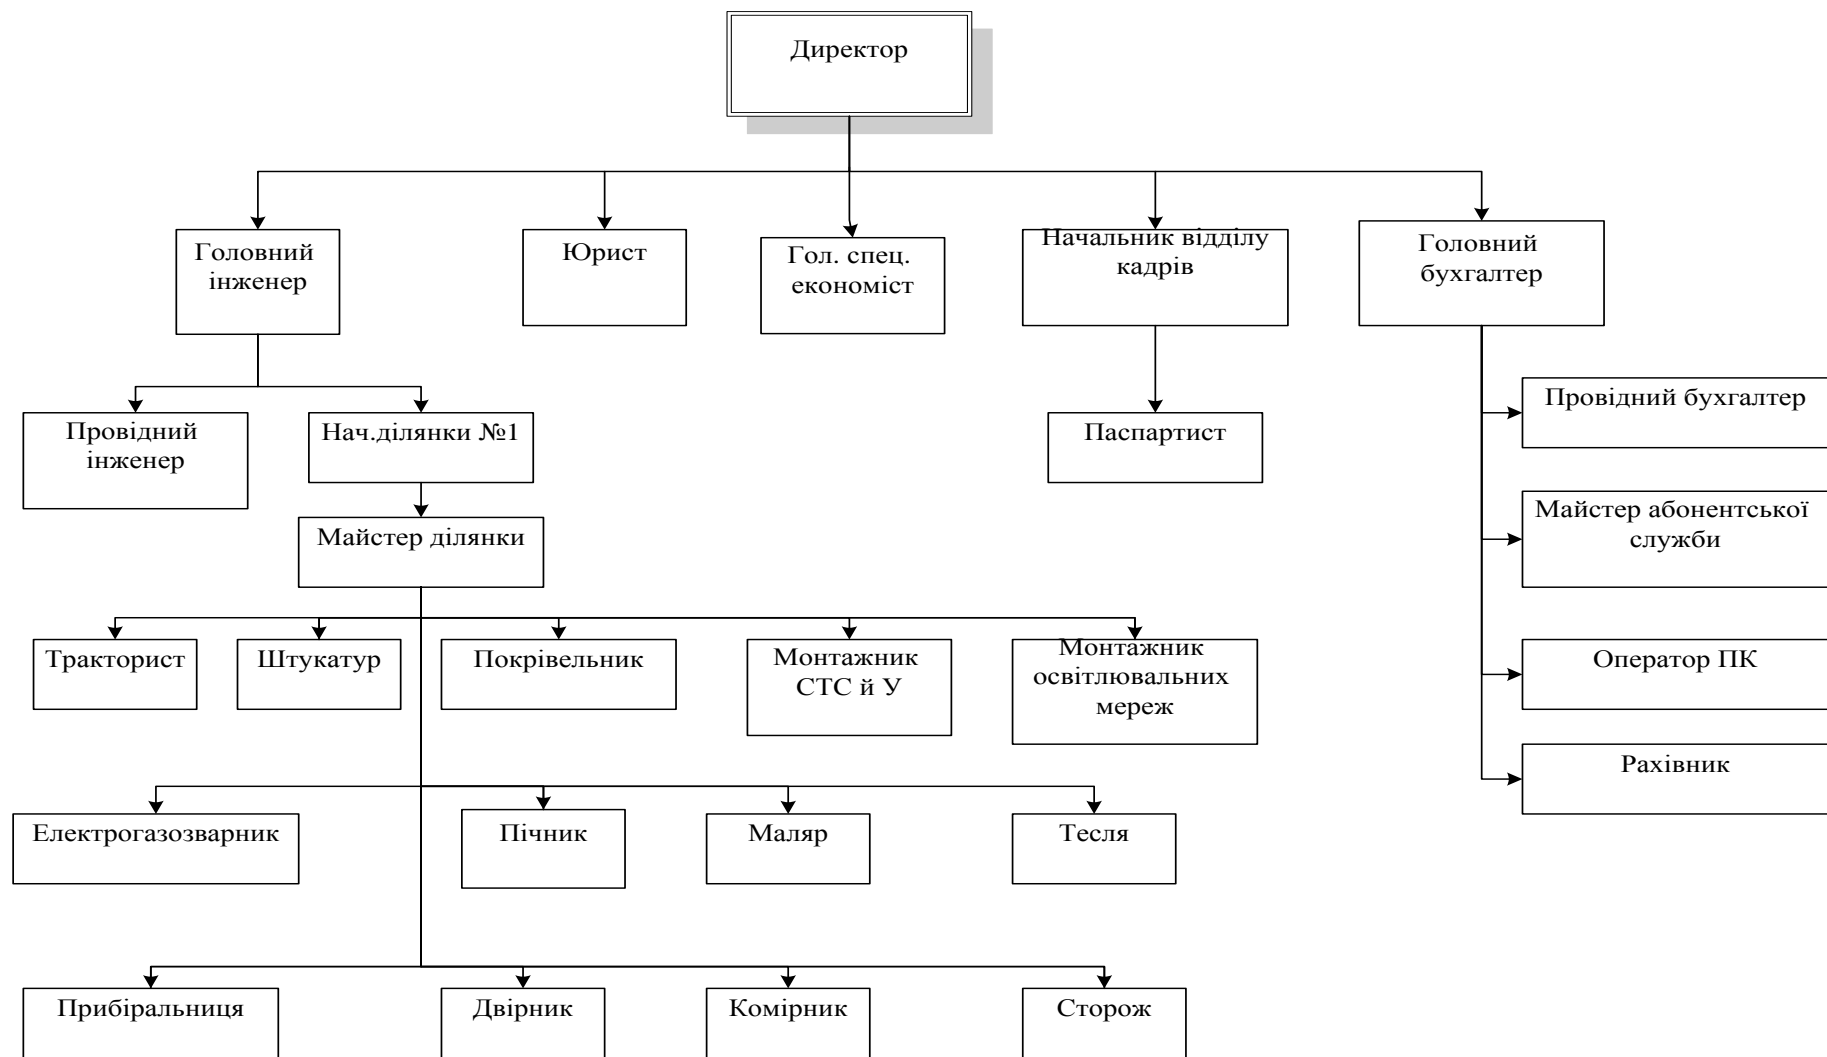 Директор
Головний
інженер
Юрист
Гол. спец.
економіст
Начальник відділу
кадрів
Головний
бухгалтер
Провідний
інженер
Нач.ділянки №1
Паспартист
Провідний бухгалтер
Майстер ділянки
Майстер абонентської
служби
Тракторист
Штукатур
Покрівельник
Монтажник
СТС й У
Монтажник
освітлювальних
мереж
Оператор ПК
Рахівник
Електрогазозварник
Пічник
Маляр
Тесля
Прибіральниця
Двірник
Комірник
Сторож